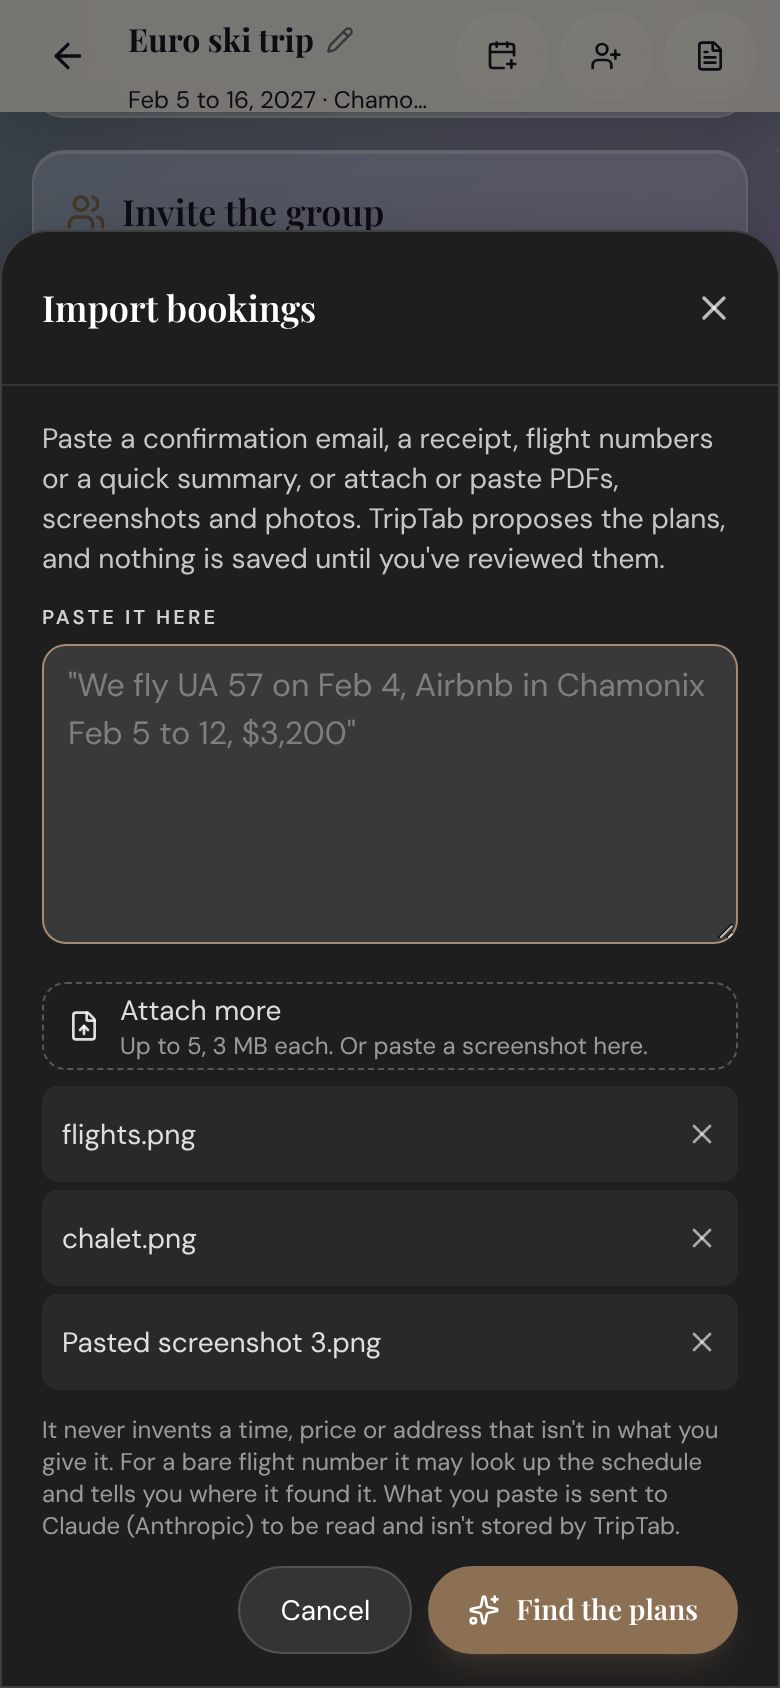 Euro ski trip
Feb 5 to 16, 2027 · Chamo...
Invite the group
Import bookings
Paste a confirmation email, a receipt, flight numbers
or a quick summary, or attach or paste PDFs,
screenshots and photos. TripTab proposes the plans,
and nothing is saved until you've reviewed them.
PASTE IT HERE
"We fly UA 57 on Feb 4, Airbnb in Chamonix
Feb 5 to 12, $3,200"
Attach more
Up to 5, 3 MB each. Or paste a screenshot here.
flights.png
chalet.png
Pasted screenshot 3.png
It never invents a time, price or address that isn't in what you
give it. For a bare flight number it may look up the schedule
and tells you where it found it. What you paste is sent to
Claude (Anthropic) to be read and isn't stored by TripTab.
Cancel
Find the plans